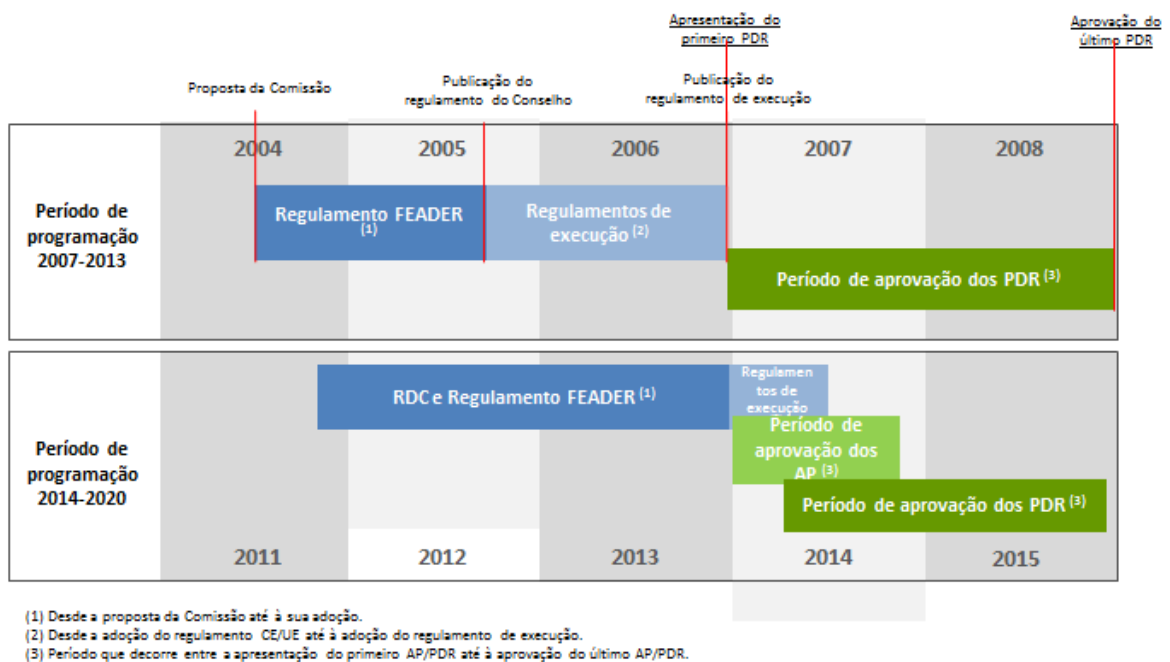 Apresentação do
primeiro PDR
Aprovação do
último PDR
Proposta da Comissão
Publicação do
regulamento do Conselho
Publicação do
regulamento de execução
2004
2005
2006
2007
2008
Período de
programação
2007-2013
Regulamento FEADER
(1)
Regulamentos de
execução (2)
Período de aprovação dos PDR (3)
Período de
programação
2014-2020
RDC e Regulamento FEADER (1)
Regulamen
tos de
execução
Período de
aprovação dos
AP (3)
Período de aprovação dos PDR (3)
2011
2012
2013
2014
2015
(1) Desde a proposta da Comissão até à sua adoção.
(2) Desde a adoção do regulamento CE/UE até à adoção do regulamento de execução.
(3) Período que decorre entre a apresentação do primeiro AP/PDR até à aprovação do último AP/PDR.